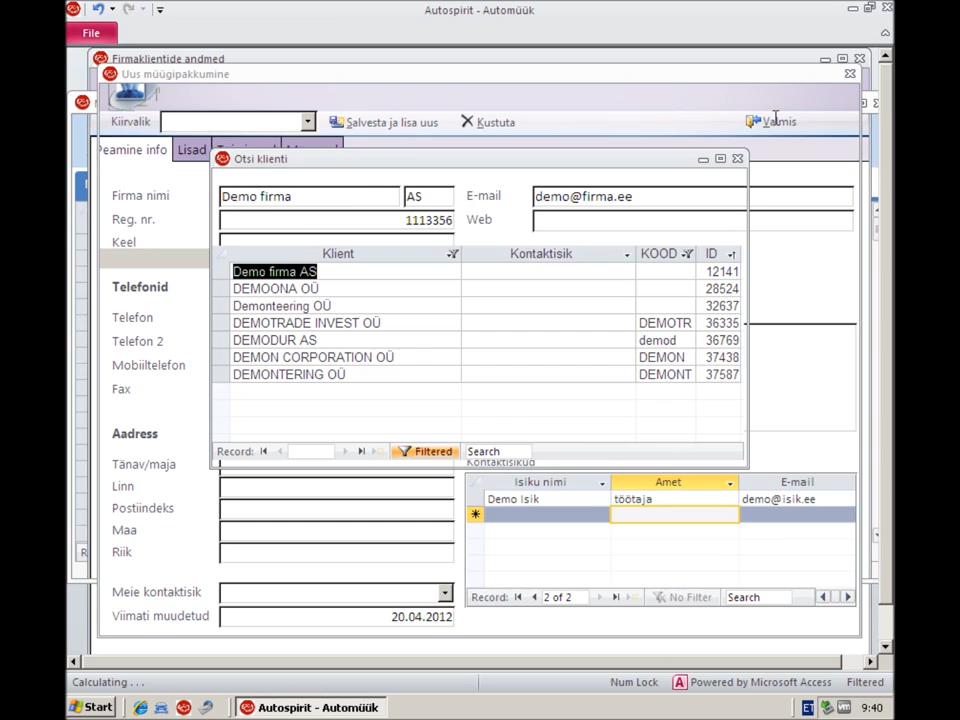 Autospirit - Automüük
File
Firmaklientide andmed
Uus müügipakkumine
Kiirvalik
Salvesta ja lisa uus
Kustuta
Valmis
Peamine info
Lisad
Otsi klienti
Firma nimi
Demo firma
AS
E-mail
demo@firma.ee
Reg. nr.
1113356
Web
Keel
Klient Kontaktisik KOOD ID
Demo firma AS 12141
DEMOONA OÜ 28524
Demonteering OÜ 32637
DEMOTRADE INVEST OÜ DEMOTR 36335
DEMODUR AS demod 36769
DEMON CORPORATION OÜ DEMON 37438
DEMONTERING OÜ DEMONT 37587
Record:
Filtered
Search
Telefonid
Telefon
Telefon 2
Mobiiltelefon
Fax
Aadress
Tänav/maja
Linn
Postiindeks
Maa
Riik
Kontaktisikud
Isiku nimi Amet E-mail
Demo Isik töötaja demo@isik.ee
Record: 2 of 2 No Filter Search
Meie kontaktisik
Viimati muudetud
20.04.2012
Calculating . . .
Num Lock
Powered by Microsoft Access
Filtered
Start
Autospirit - Automüük
ET
9:40